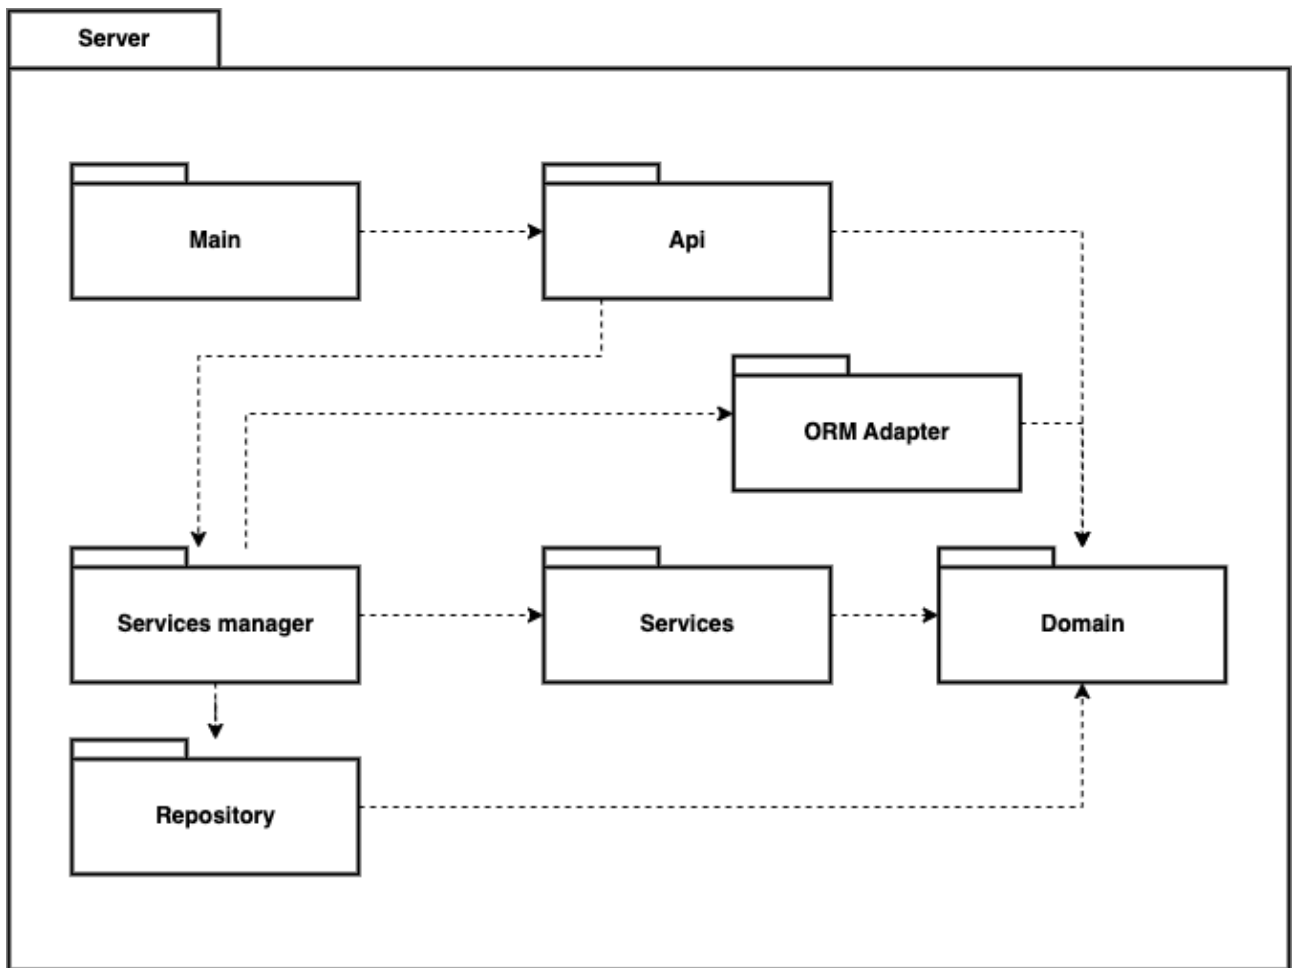 Server
Main
Api
ORM Adapter
Services manager
Services
Domain
Repository